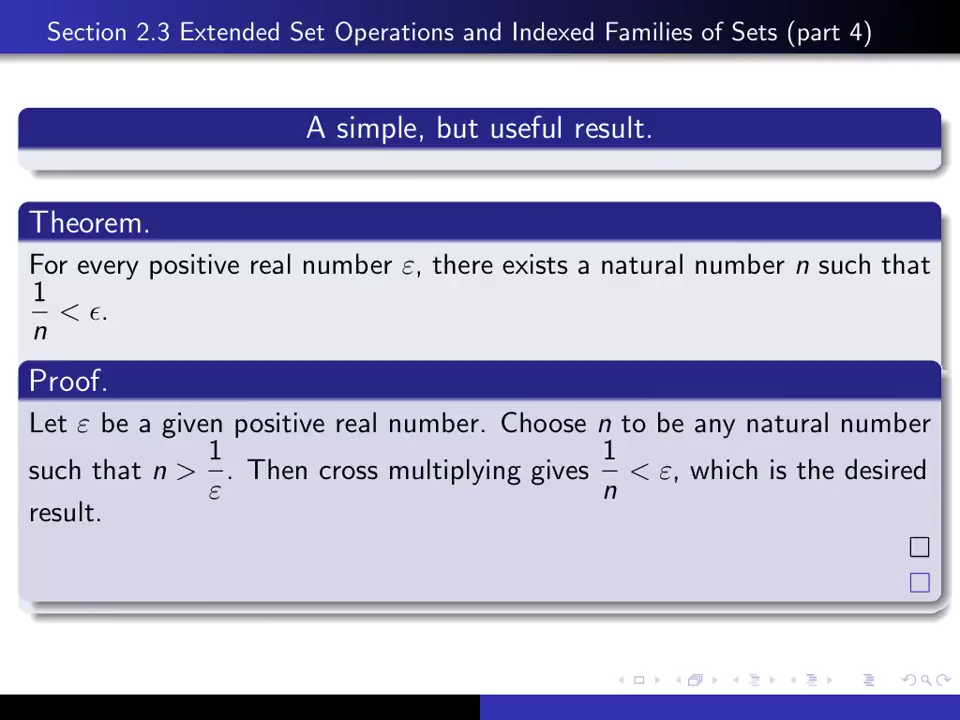 Section 2.3 Extended Set Operations and Indexed Families of Sets (part 4)
A simple, but useful result.
Theorem.
For every positive real number ε, there exists a natural number n such that
1/n < ϵ.
Proof.
Let ε be a given positive real number. Choose n to be any natural number
such that n > 1/ε. Then cross multiplying gives 1/n < ε, which is the desired
result.
□
□